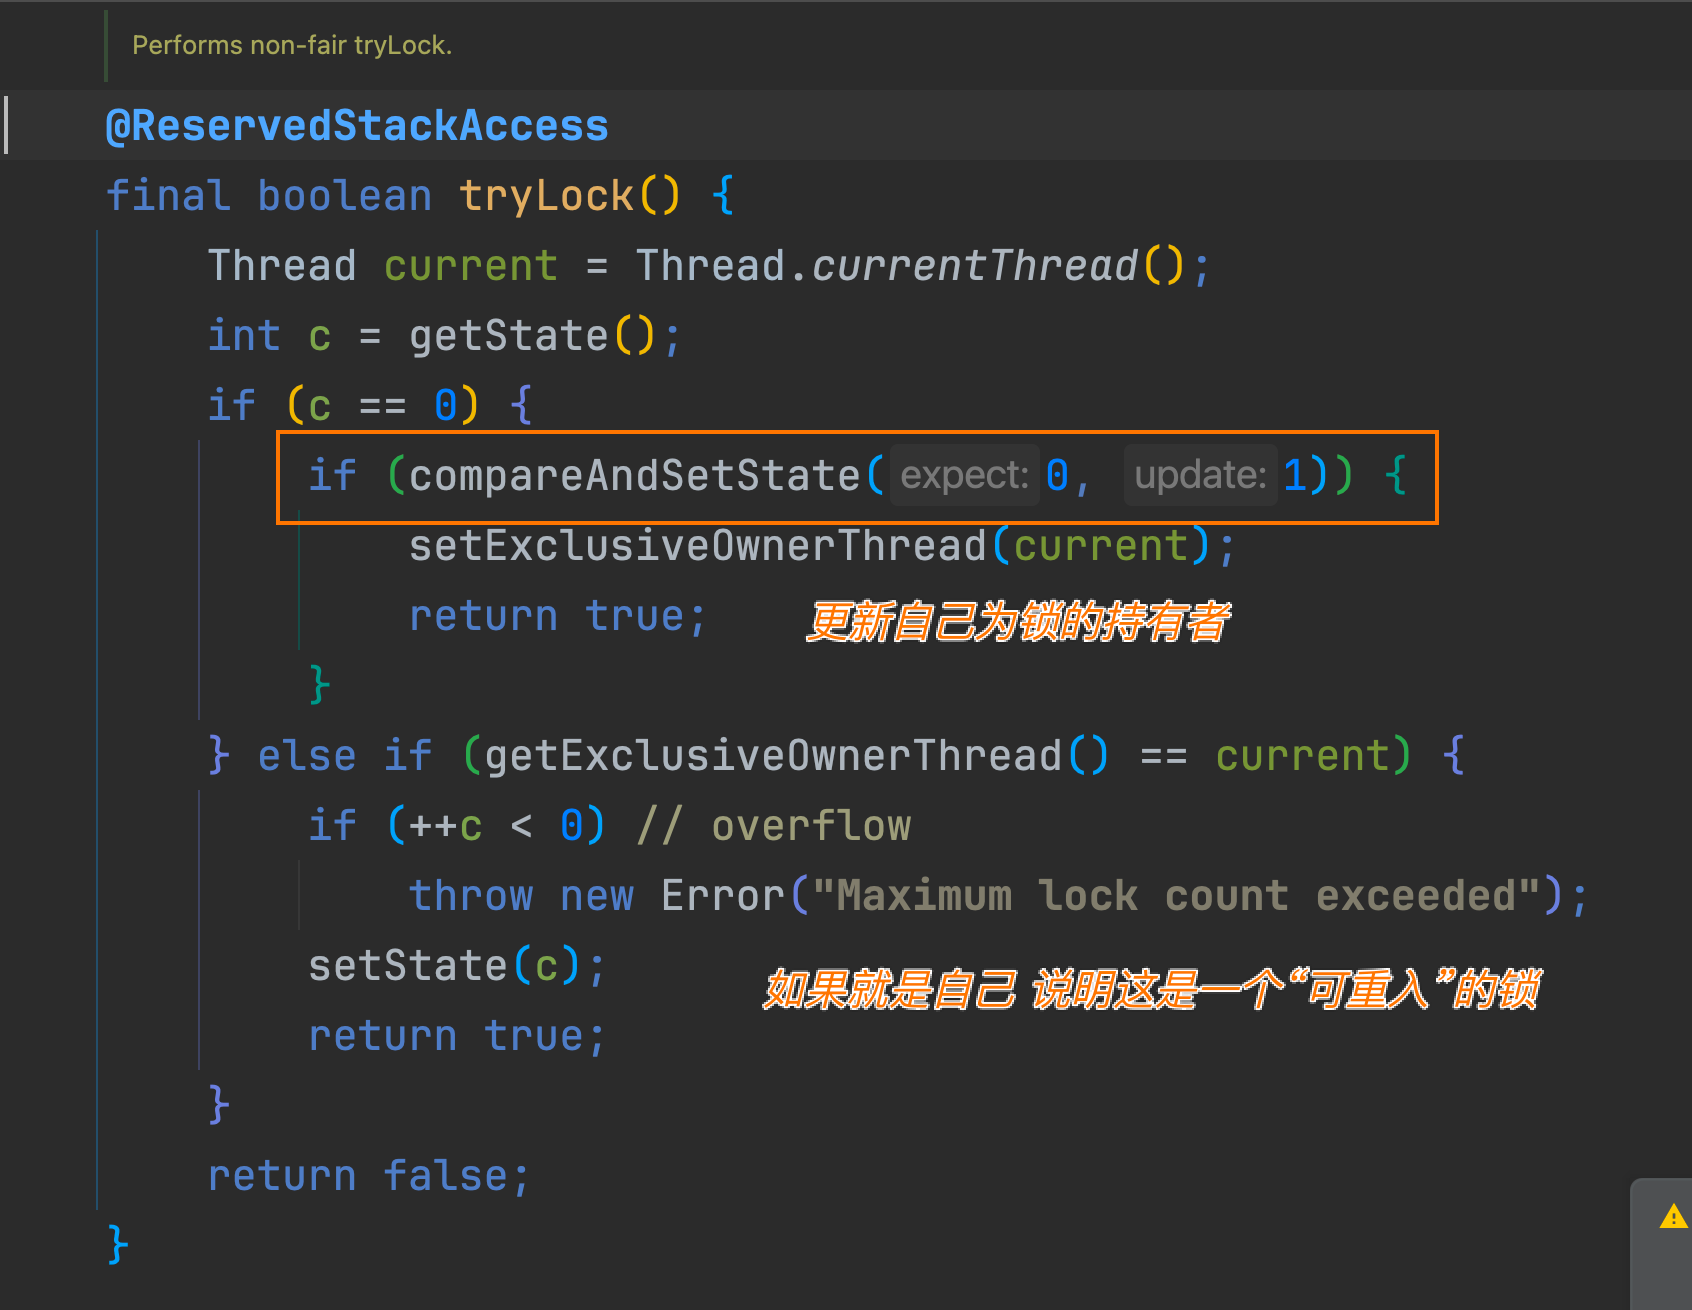 Performs non-fair tryLock.
@ReservedStackAccess
final boolean tryLock() {
Thread current = Thread.currentThread();
int c = getState();
if (c == 0) {
if (compareAndSetState( expect: 0, update: 1)) {
setExclusiveOwnerThread(current);
return true; 更新自己为锁的持有者
}
} else if (getExclusiveOwnerThread() == current) {
if (++c < 0) // overflow
throw new Error("Maximum lock count exceeded");
setState(c); 如果就是自己 说明这是一个“可重入”的锁
return true;
}
return false;
}